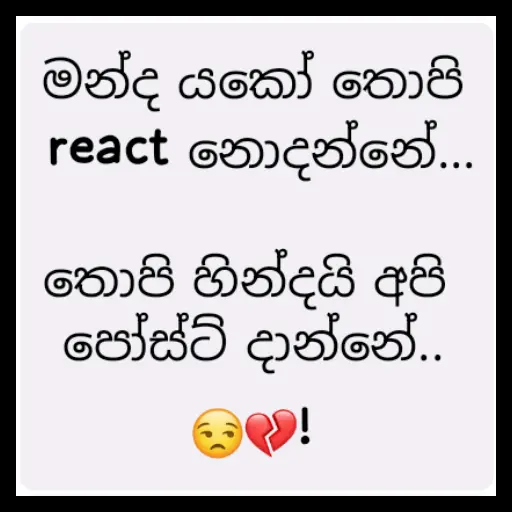 මන්ද යකෝ තොපි
react නොදන්නේ...
තොපි හින්දයි අපි
පෝස්ට් දාන්නේ..
😒💔!